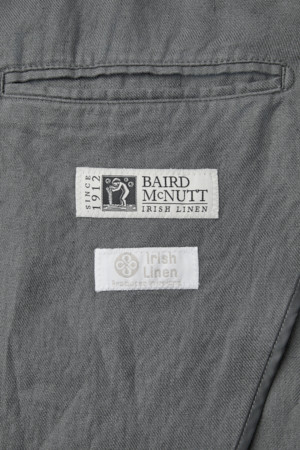 SINCE
1912
BAIRD
McNUTT
IRISH LINEN
Irish
Linen